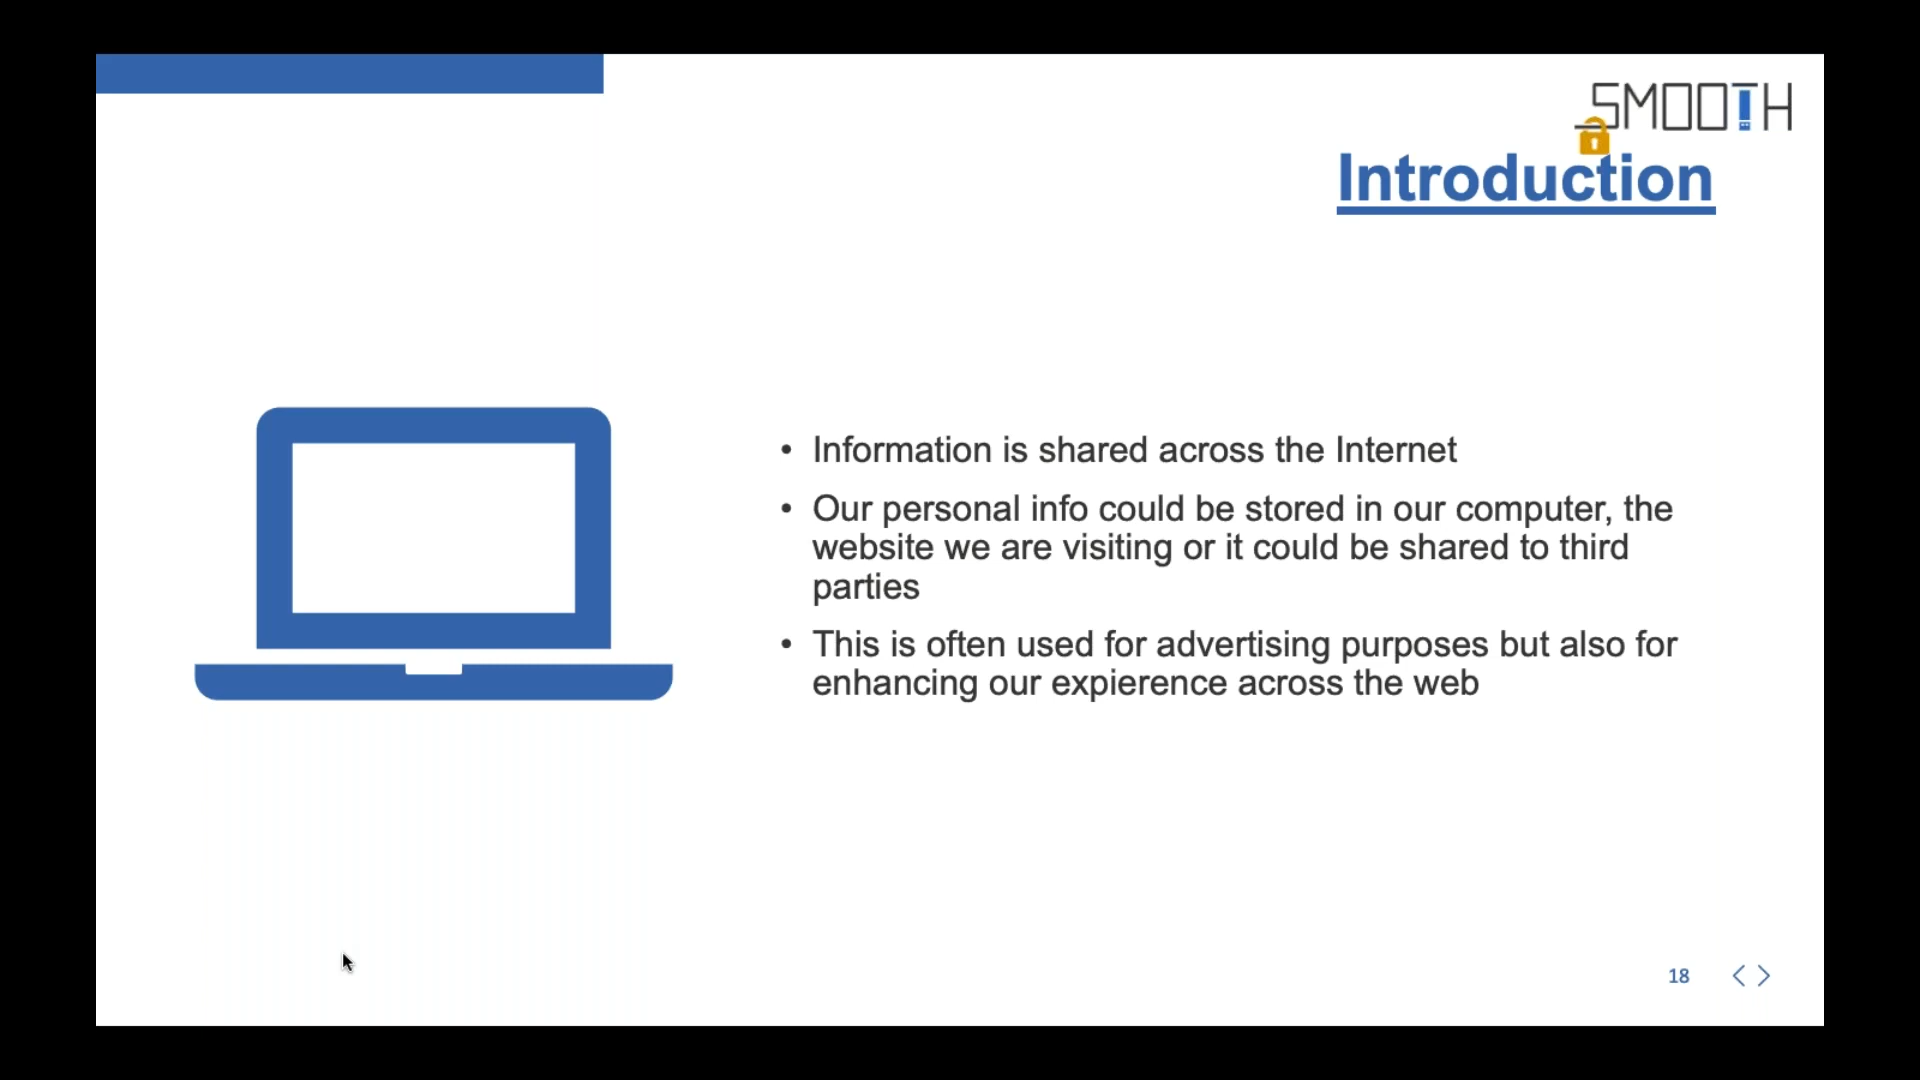 SMOOTH
Introduction
• Information is shared across the Internet
• Our personal info could be stored in our computer, the
website we are visiting or it could be shared to third
parties
• This is often used for advertising purposes but also for
enhancing our expierence across the web
18